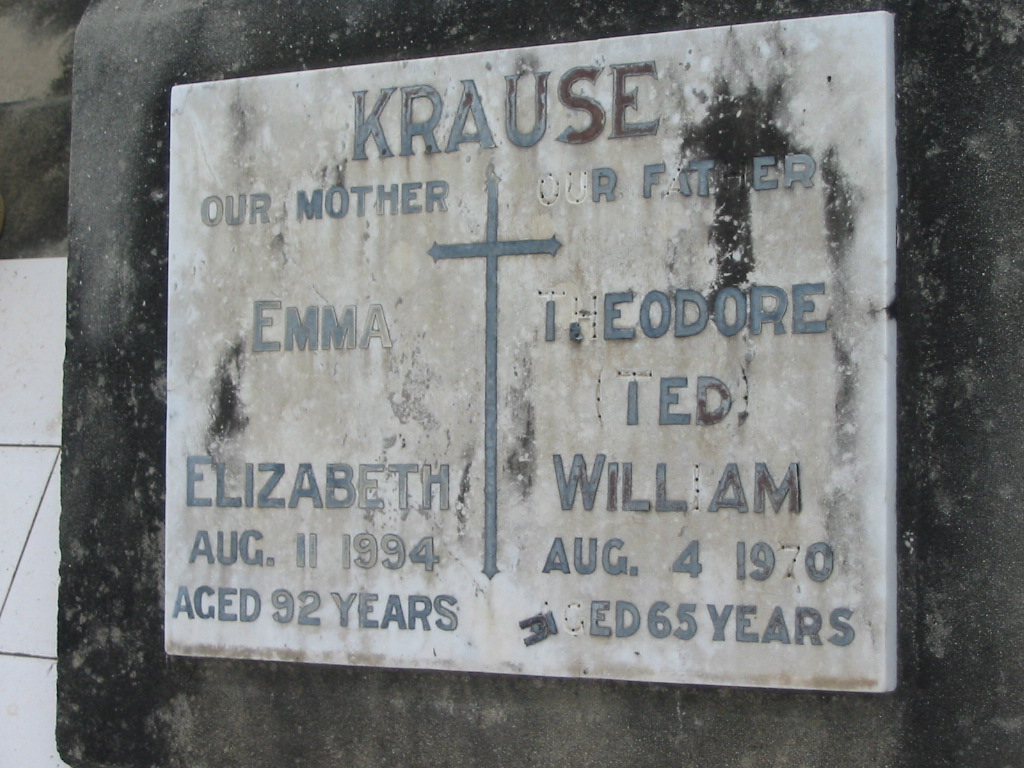 KRAUSE
OUR MOTHER
EMMA
ELIZABETH
AUG. 11 1994
AGED 92 YEARS
OUR FATHER
THEODORE
(TED)
WILLIAM
AUG. 4 1970
AGED 65 YEARS